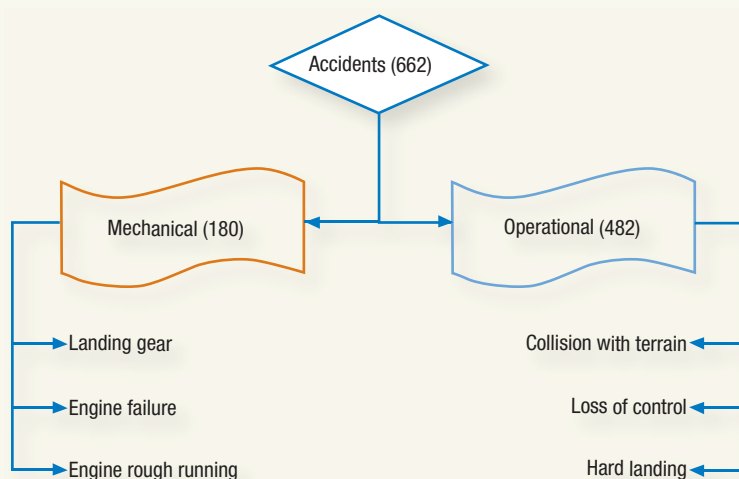 Accidents (662)
Mechanical (180)
Operational (482)
Landing gear
Collision with terrain
Engine failure
Loss of control
Engine rough running
Hard landing